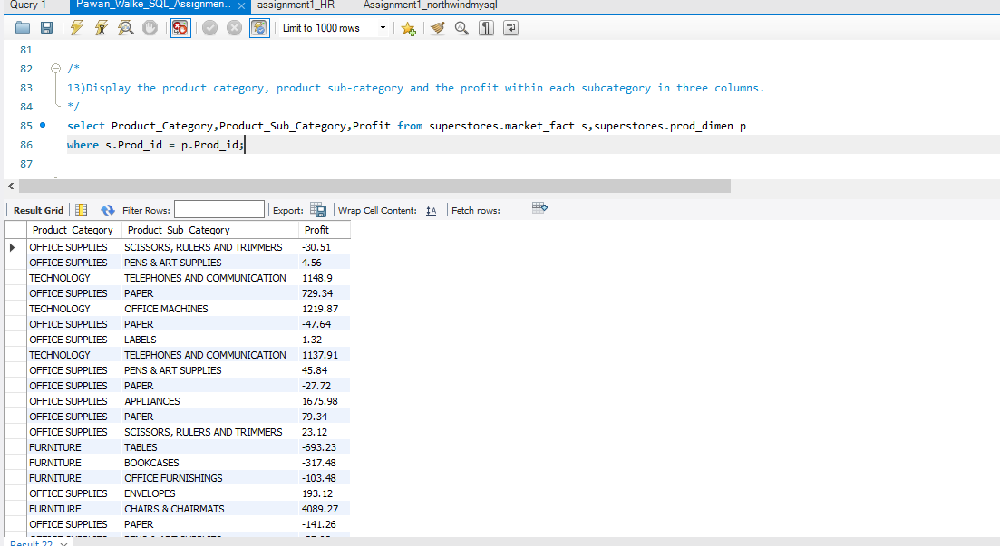 Query 1 Pawan_Walke_SQL_Assignmen... assignment1_HR Assignment1_northwindmysql
Limit to 1000 rows
81
82 /*
83 13)Display the product category, product sub-category and the profit within each subcategory in three columns.
84 */
85 select Product_Category,Product_Sub_Category,Profit from superstores.market_fact s,superstores.prod_dimen p
86 where s.Prod_id = p.Prod_id;
87
Result Grid Filter Rows: Export: Wrap Cell Content: Fetch rows:
Product_Category Product_Sub_Category Profit
OFFICE SUPPLIES SCISSORS, RULERS AND TRIMMERS -30.51
OFFICE SUPPLIES PENS & ART SUPPLIES 4.56
TECHNOLOGY TELEPHONES AND COMMUNICATION 1148.9
OFFICE SUPPLIES PAPER 729.34
TECHNOLOGY OFFICE MACHINES 1219.87
OFFICE SUPPLIES PAPER -47.64
OFFICE SUPPLIES LABELS 1.32
TECHNOLOGY TELEPHONES AND COMMUNICATION 1137.91
OFFICE SUPPLIES PENS & ART SUPPLIES 45.84
OFFICE SUPPLIES PAPER -27.72
OFFICE SUPPLIES APPLIANCES 1675.98
OFFICE SUPPLIES PAPER 79.34
OFFICE SUPPLIES SCISSORS, RULERS AND TRIMMERS 23.12
FURNITURE TABLES -693.23
FURNITURE BOOKCASES -317.48
FURNITURE OFFICE FURNISHINGS -103.48
OFFICE SUPPLIES ENVELOPES 193.12
FURNITURE CHAIRS & CHAIRMATS 4089.27
OFFICE SUPPLIES PAPER -141.26
Result 22